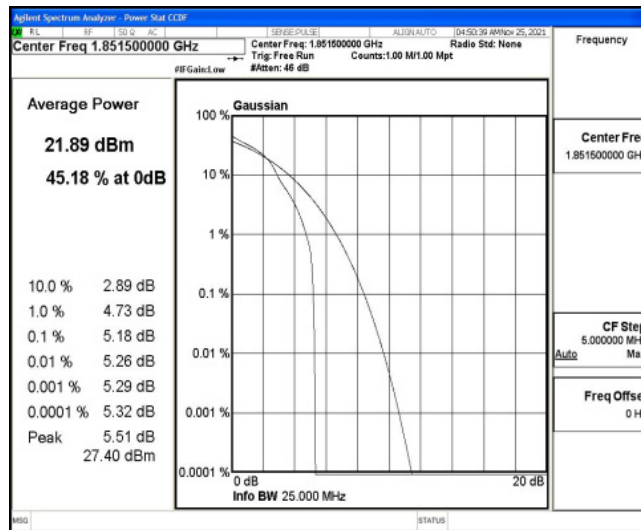 Agilent Spectrum Analyzer - Power Stat CCDF
RL RF 50 Ω AC SENSE:PULSE ALIGN AUTO 04:50:39 AM Nov 25, 2021
Center Freq 1.851500000 GHz
Center Freq: 1.851500000 GHz Radio Std: None
Trig: Free Run Counts:1.00 M/1.00 Mpt
#IFGain:Low #Atten: 46 dB
Frequency
Average Power
21.89 dBm
45.18 % at 0dB
10.0 % 2.89 dB
1.0 % 4.73 dB
0.1 % 5.18 dB
0.01 % 5.26 dB
0.001 % 5.29 dB
0.0001 % 5.32 dB
Peak 5.51 dB
27.40 dBm
Gaussian
100 %
10 %
1 %
0.1 %
0.01 %
0.001 %
0.0001 %
0 dB 20 dB
Info BW 25.000 MHz
Center Fre
1.851500000 GH
CF Step
5.000000 MH
Auto Ma
Freq Offse
0 H
MSG STATUS